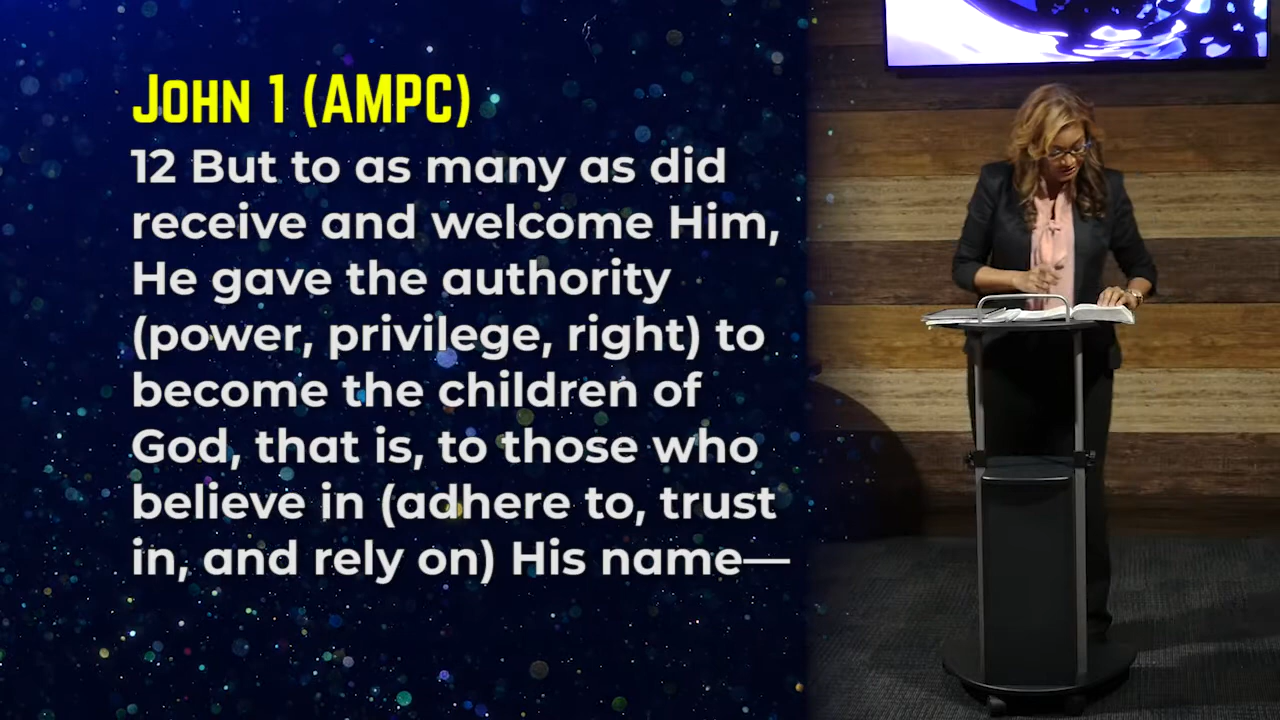 John 1 (AMPC)
12 But to as many as did
receive and welcome Him,
He gave the authority
(power, privilege, right) to
become the children of
God, that is, to those who
believe in (adhere to, trust
in, and rely on) His name—